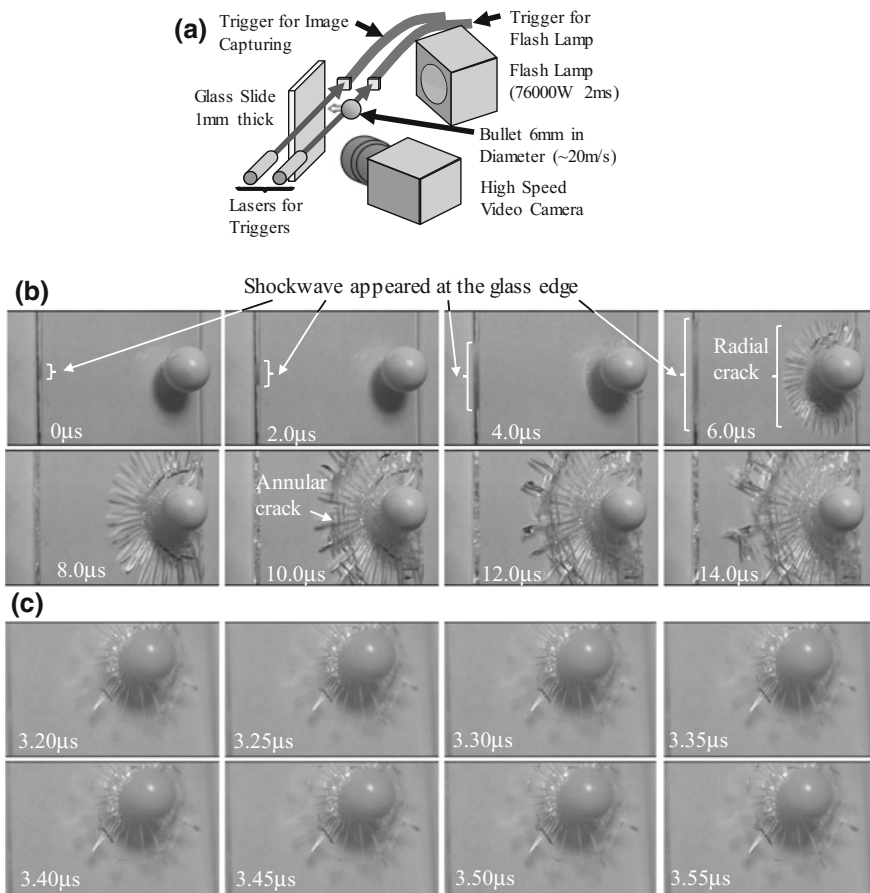 (a)
Trigger for Image
Capturing
Trigger for
Flash Lamp
Glass Slide
1mm thick
Flash Lamp
(76000W 2ms)
Bullet 6mm in
Diameter (~20m/s)
Lasers for
Triggers
High Speed
Video Camera
(b)
Shockwave appeared at the glass edge
Radial
crack
0µs
2.0µs
4.0µs
6.0µs
Annular
crack
8.0µs
10.0µs
12.0µs
14.0µs
(c)
3.20µs
3.25µs
3.30µs
3.35µs
3.40µs
3.45µs
3.50µs
3.55µs